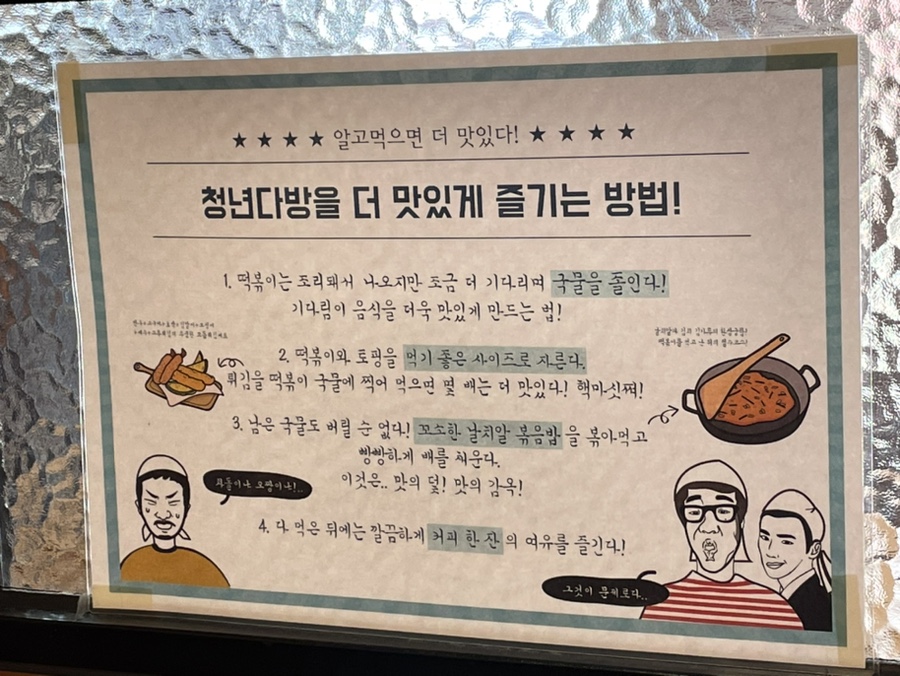 ★★★★ 알고먹으면 더 맛있다! ★★★★
청년다방을 더 맛있게 즐기는 방법!
1. 떡볶이는 조리돼서 나오지만 조금 더 기다리며 국물을 졸인다!
기다림이 음식을 더욱 맛있게 만드는 법!
2. 떡볶이와 토핑을 먹기 좋은 사이즈로 자른다.
튀김을 떡볶이 국물에 찍어 먹으면 몇 배는 더 맛있다! 핵마싯쪄!
3. 남은 국물도 버릴 순 없다! 꼬소한 날치알 볶음밥 을 볶아먹고
빵빵하게 배를 채운다.
이것은.. 맛의 덫! 맛의 감옥!
4. 다 먹은 뒤에는 깔끔하게 커피 한 잔 의 여유를 즐긴다!
그것이 문제로다..